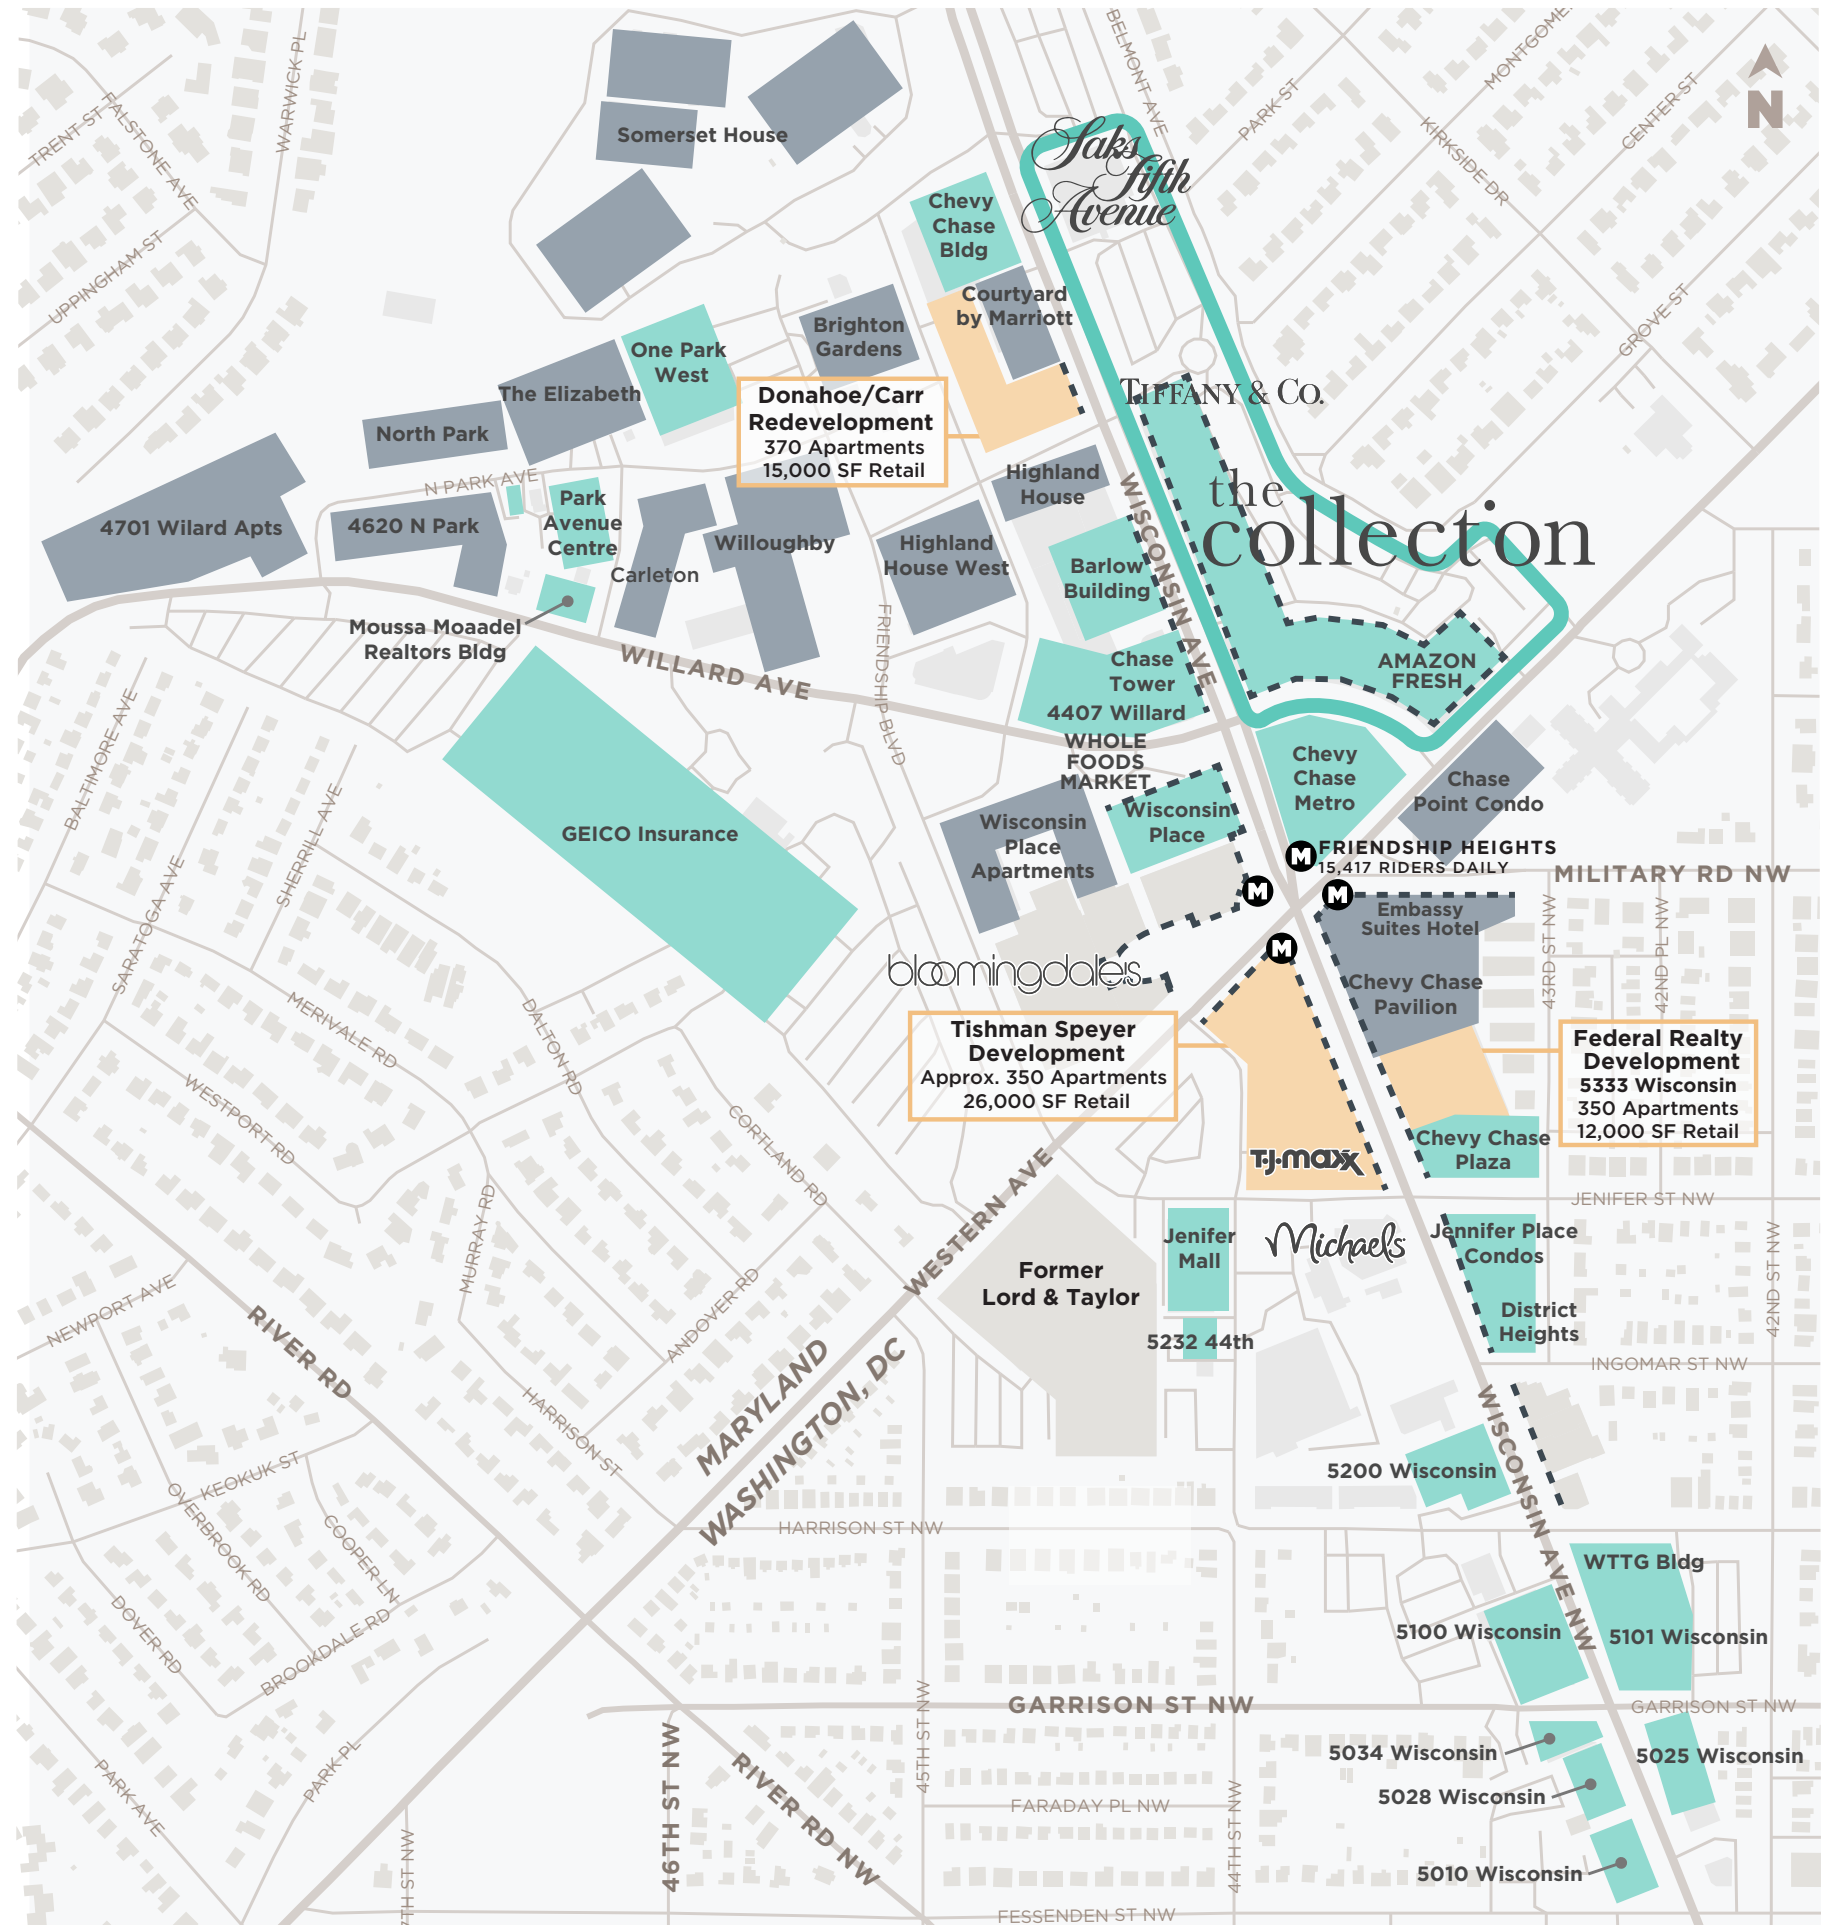 BELMONT AVE
WARWICK PL
TRENT ST
FALSTONE AVE
UPPINGHAM ST
PARK ST
KIRKSIDE DR
CENTER ST
GROVE ST
N
Somerset House
Saks
fifth
Avenue
Chevy
Chase
Bldg
Courtyard
by Marriott
Brighton
Gardens
One Park
West
The Elizabeth
North Park
Donahoe/Carr
Redevelopment
370 Apartments
15,000 SF Retail
TIFFANY & CO.
the
collection
N PARK AVE
4701 Wilard Apts
4620 N Park
Park
Avenue
Centre
Carleton
Willoughby
Highland
House
Highland
House West
Barlow
Building
WISCONSIN AVE
Moussa Moaadel
Realtors Bldg
WILLARD AVE
FRIENDSHIP BLVD
Chase
Tower
4407 Willard
WHOLE
FOODS
MARKET
AMAZON
FRESH
Chevy
Chase
Metro
Chase
Point Condo
Wisconsin
Place
Wisconsin
Place
Apartments
GEICO Insurance
M
FRIENDSHIP HEIGHTS
15,417 RIDERS DAILY
M
M
M
MILITARY RD NW
Embassy
Suites Hotel
Chevy Chase
Pavilion
43RD ST NW
42ND PL NW
bloomingdale's
BALTIMORE AVE
SHERRILL AVE
SARATOGA AVE
MERIVALE RD
DALTON RD
WESTPORT RD
CORTLAND RD
MURRAY RD
ANDOVER RD
Tishman Speyer
Development
Approx. 350 Apartments
26,000 SF Retail
Federal Realty
Development
5333 Wisconsin
350 Apartments
12,000 SF Retail
Chevy Chase
Plaza
T·J·maxx
JENIFER ST NW
WESTERN AVE
Jenifer
Mall
Michaels
Jennifer Place
Condos
District
Heights
42ND ST NW
Former
Lord & Taylor
5232 44th
INGOMAR ST NW
NEWPORT AVE
RIVER RD
MARYLAND
WASHINGTON, DC
HARRISON ST
KEOKUK ST
OVERBROOK RD
COOPER LN
DOVER RD
BROOKDALE RD
PARK PL
PARK AVE
HARRISON ST NW
5200 Wisconsin
WISCONSIN AVE NW
WTTG Bldg
5100 Wisconsin
5101 Wisconsin
GARRISON ST NW
GARRISON ST NW
46TH ST NW
45TH ST NW
44TH ST NW
RIVER RD NW
5034 Wisconsin
5025 Wisconsin
5028 Wisconsin
5010 Wisconsin
FARADAY PL NW
FESSENDEN ST NW
ST NW